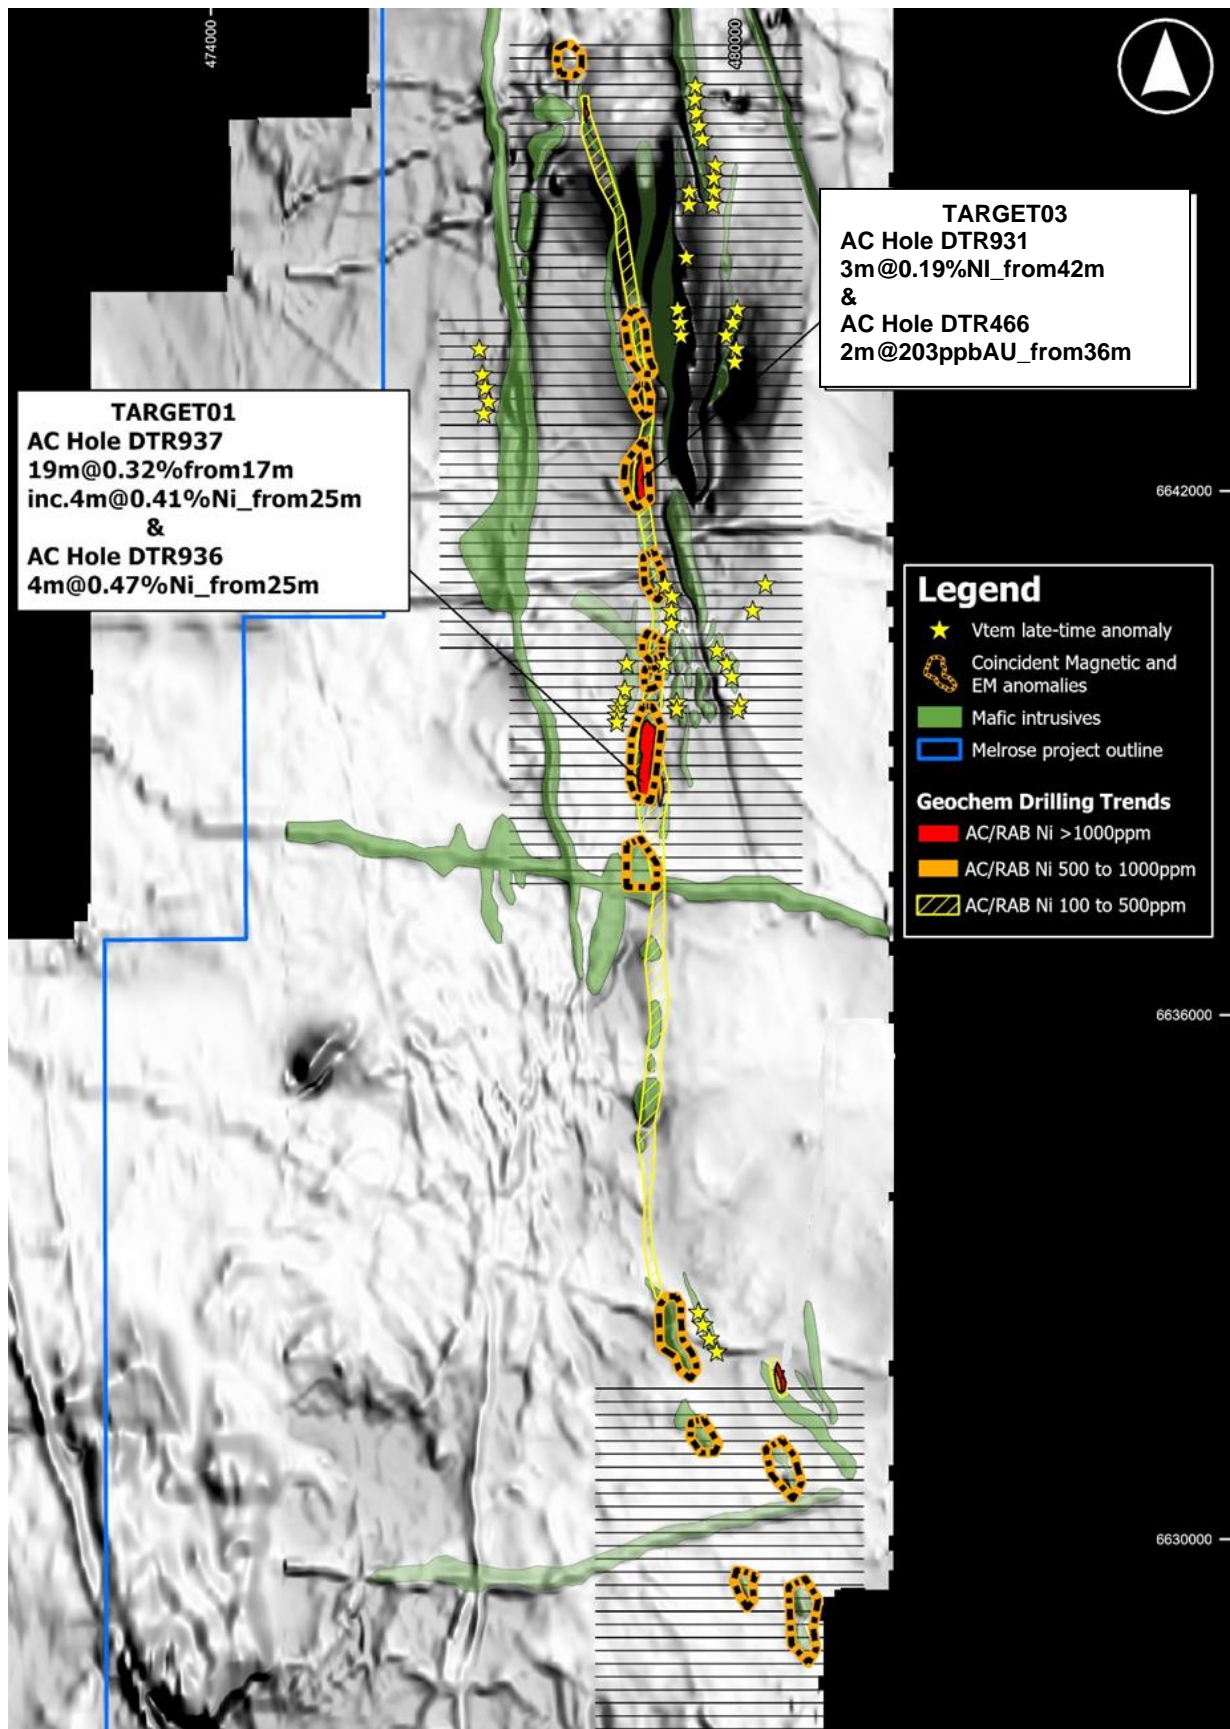 474000
480000
TARGET03
AC Hole DTR931
3m@0.19%NI_from42m
&
AC Hole DTR466
2m@203ppbAU_from36m
TARGET01
AC Hole DTR937
19m@0.32%from17m
inc.4m@0.41%Ni_from25m
&
AC Hole DTR936
4m@0.47%Ni_from25m
6642000
Legend
Vtem late-time anomaly
Coincident Magnetic and
EM anomalies
Mafic intrusives
Melrose project outline
Geochem Drilling Trends
AC/RAB Ni >1000ppm
AC/RAB Ni 500 to 1000ppm
AC/RAB Ni 100 to 500ppm
6636000
6630000